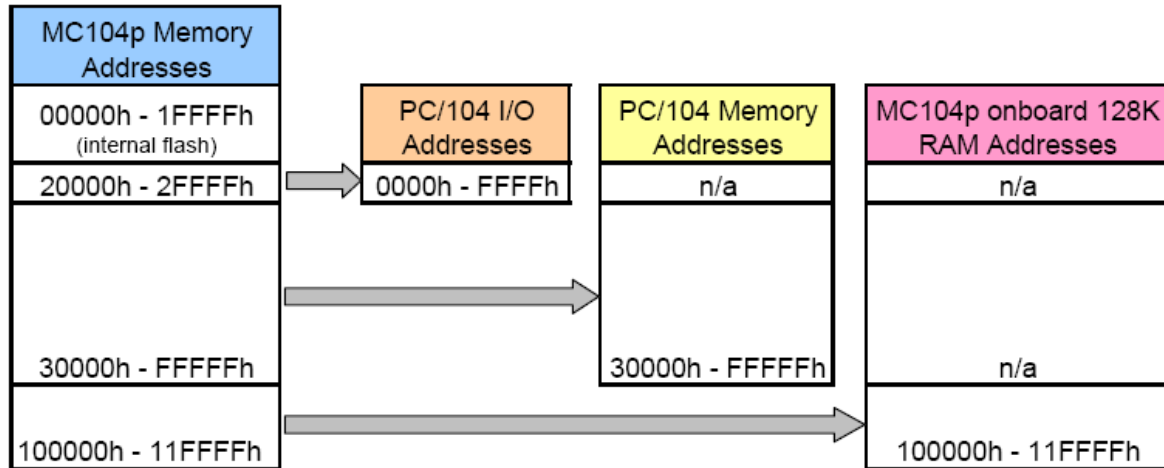 MC104p Memory
Addresses
00000h - 1FFFFh
(internal flash)
20000h - 2FFFFh
30000h - FFFFFh
100000h - 11FFFFh
PC/104 I/O
Addresses
0000h - FFFFh
PC/104 Memory
Addresses
n/a
30000h - FFFFFh
MC104p onboard 128K
RAM Addresses
n/a
n/a
100000h - 11FFFFh